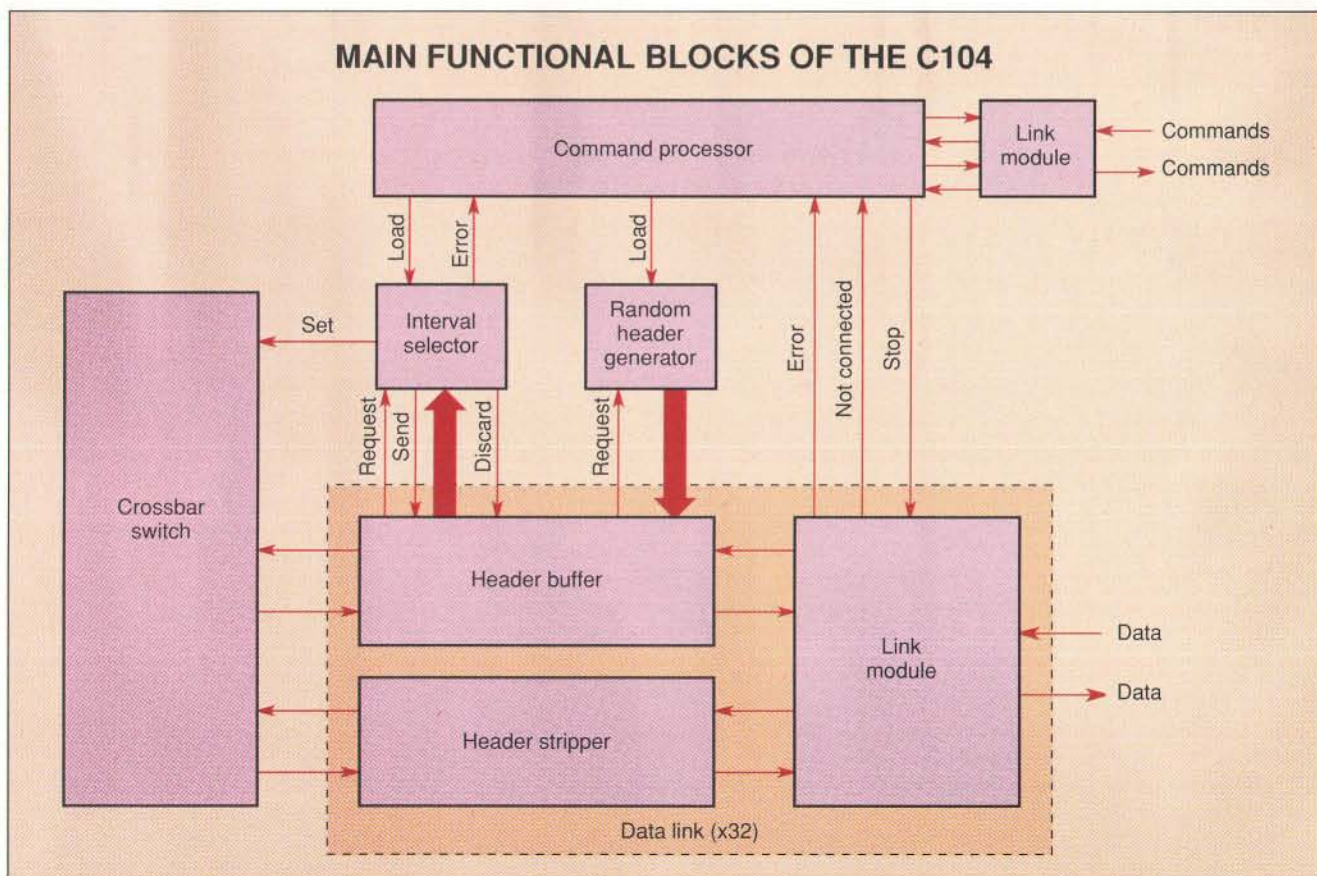 MAIN FUNCTIONAL BLOCKS OF THE C104
Command processor
Link
module
Commands
Commands
Load
Error
Load
Error
Not connected
Stop
Set
Interval
selector
Random
header
generator
Request
Send
Discard
Request
Crossbar
switch
Header buffer
Link
module
Data
Data
Header stripper
Data link (x32)